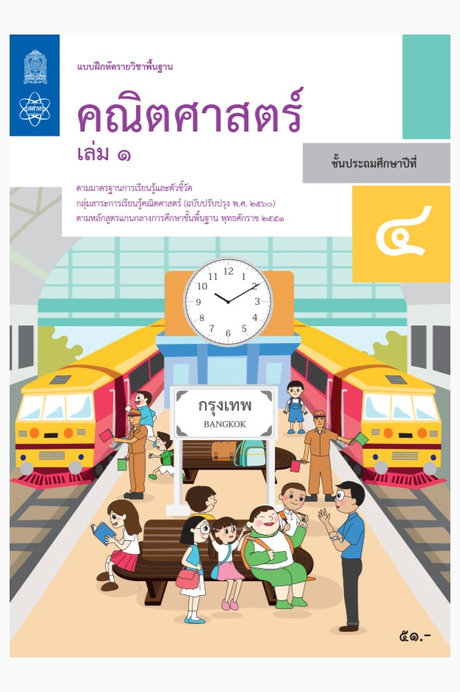 สสวท
แบบฝึกหัดรายวิชาพื้นฐาน
คณิตศาสตร์
เล่ม ๑
ชั้นประถมศึกษาปีที่
๔
ตามมาตรฐานการเรียนรู้และตัวชี้วัด
กลุ่มสาระการเรียนรู้คณิตศาสตร์ (ฉบับปรับปรุง พ.ศ. ๒๕๖๐)
ตามหลักสูตรแกนกลางการศึกษาขั้นพื้นฐาน พุทธศักราช ๒๕๕๑
12
11 1
10 2
9 3
8 4
7 5
6
กรุงเทพ
BANGKOK
๕๑.-